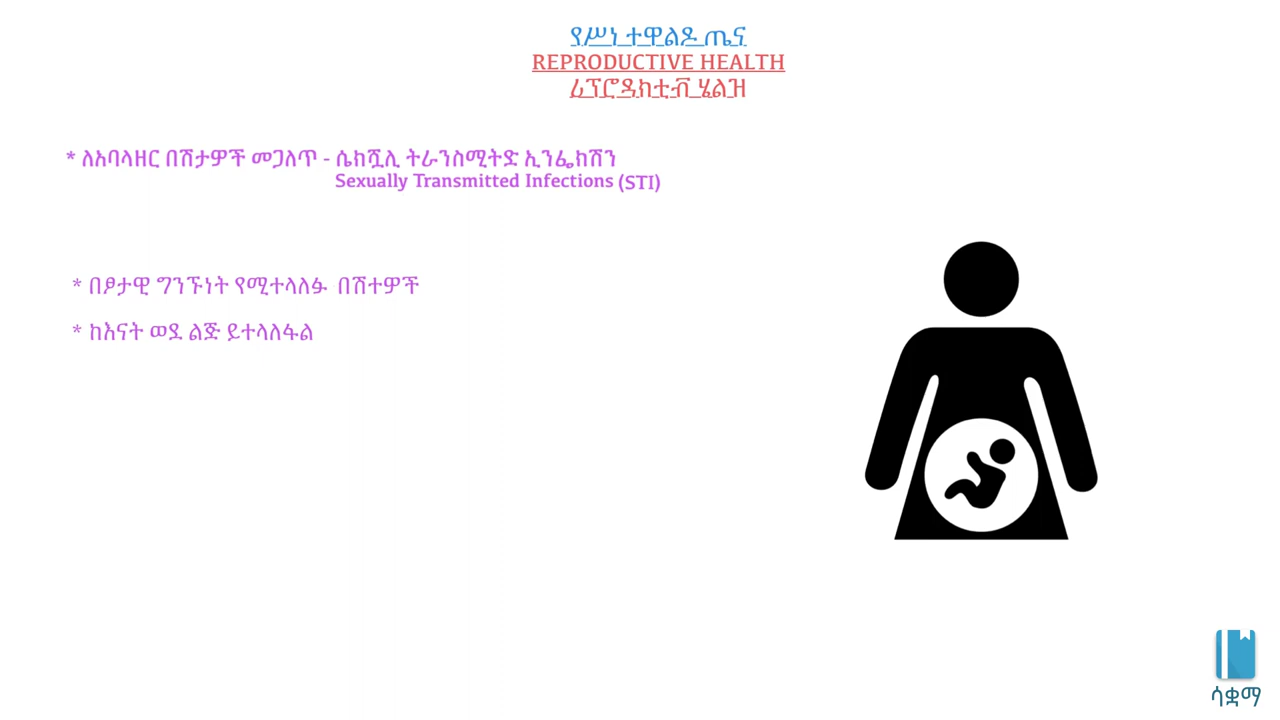 የሥነ ተዋልዶ ጤና
REPRODUCTIVE HEALTH
ሪፕሮዳክቲቭ ሄልዝ
* ለአባላዘር በሽታዎች መጋለጥ - ሴክሿሊ ትራንስሚትድ ኢንፌክሽን
Sexually Transmitted Infections (STI)
* በፆታዊ ግንኙነት የሚተላለፉ በሽተዎች
* ከእናት ወደ ልጅ ይተላለፋል
ሳቋማ